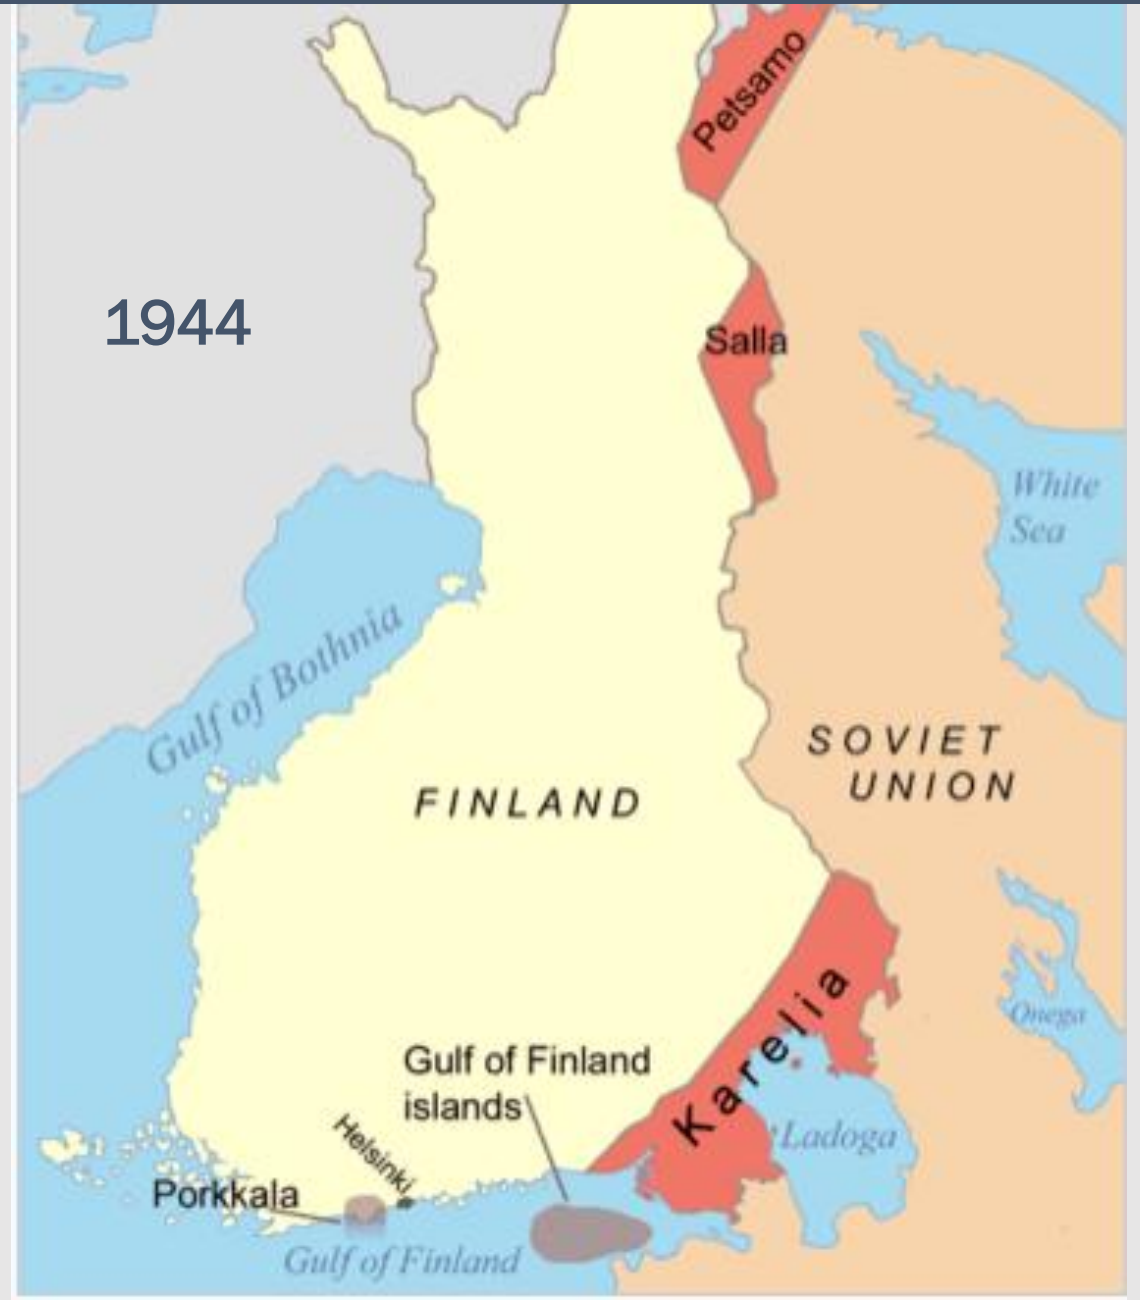 Petsamo
1944
Salla
White
Sea
Gulf of Bothnia
SOVIET
UNION
FINLAND
Karelia
Onega
Gulf of Finland
islands
Ladoga
Helsinki
Porkkala
Gulf of Finland